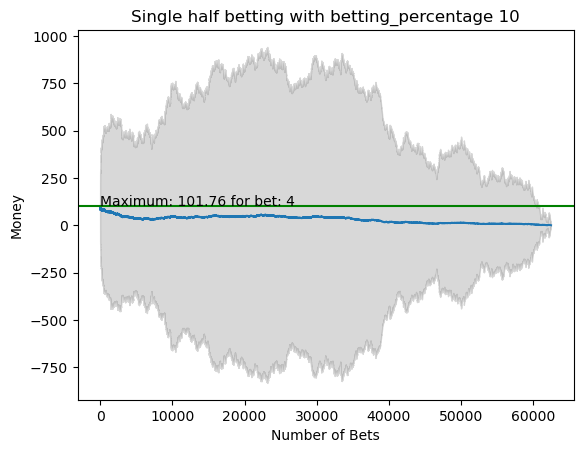 Single half betting with betting_percentage 10
Money
1000
750
500
250
0
−250
−500
−750
Maximum: 101.76 for bet: 4
0 10000 20000 30000 40000 50000 60000
Number of Bets